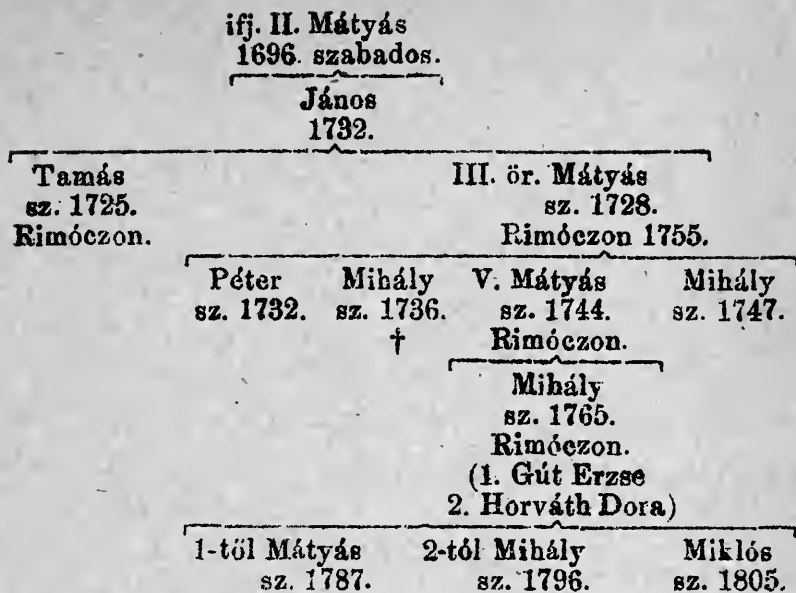 ifj. II. Mátyás
1696. szabados.
János
1732.
Tamás III. ör. Mátyás
sz. 1725. sz. 1728.
Rimóczon. Rimóczon 1755.
Péter Mihály V. Mátyás Mihály
sz. 1732. sz. 1736. sz. 1744. sz. 1747.
† Rimóczon.
Mihály
sz. 1765.
Rimóczon.
(1. Gút Erzse
2. Horváth Dora)
1-től Mátyás 2-tól Mihály Miklós
sz. 1787. sz. 1796. sz. 1805.